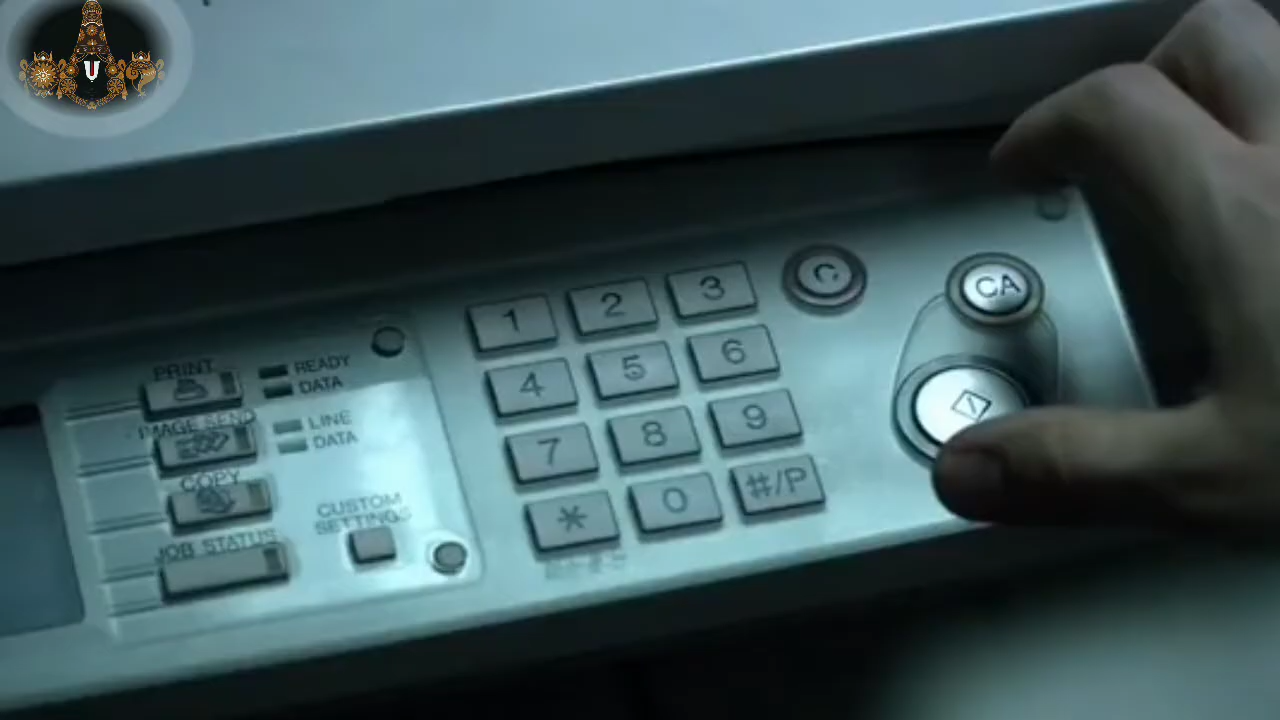 PRINT
READY
DATA
IMAGE SEND
LINE
DATA
COPY
JOB STATUS
CUSTOM
SETTINGS
1 2 3
4 5 6
7 8 9
* 0 #/P
C
CA